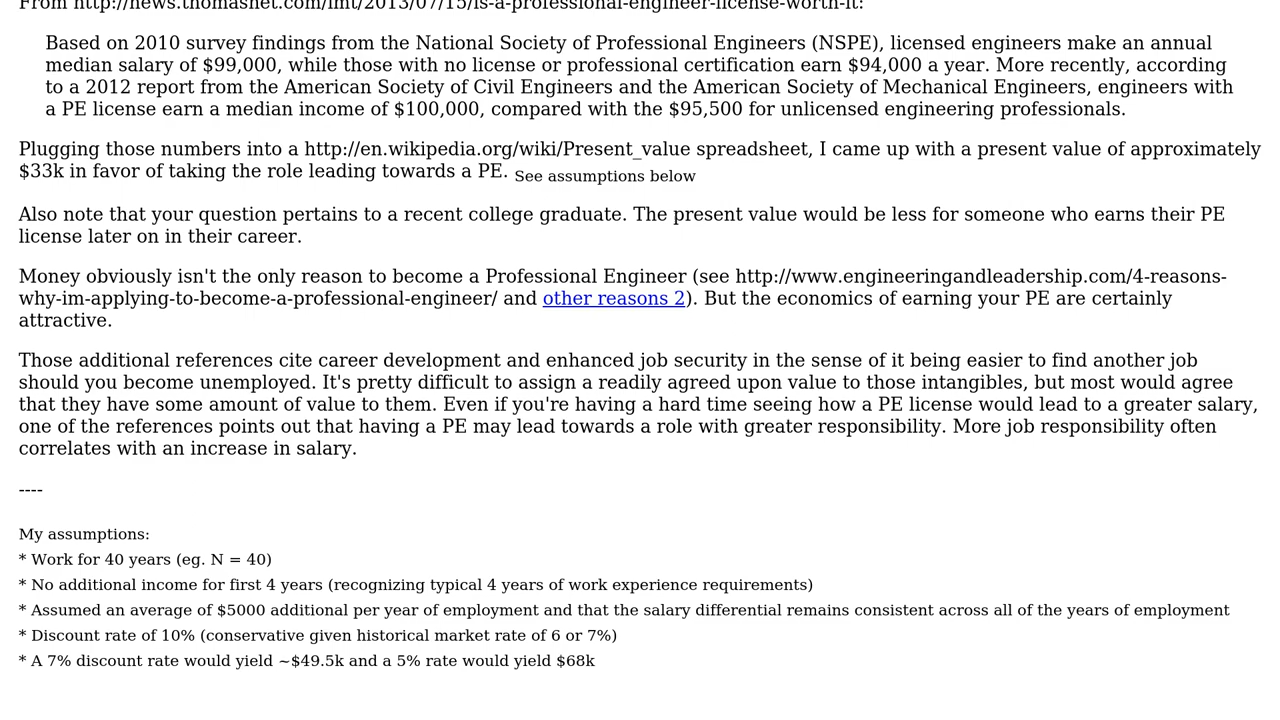 From http://news.thomasnet.com/imt/2013/07/15/is-a-professional-engineer-license-worth-it:
Based on 2010 survey findings from the National Society of Professional Engineers (NSPE), licensed engineers make an annual
median salary of $99,000, while those with no license or professional certification earn $94,000 a year. More recently, according
to a 2012 report from the American Society of Civil Engineers and the American Society of Mechanical Engineers, engineers with
a PE license earn a median income of $100,000, compared with the $95,500 for unlicensed engineering professionals.
Plugging those numbers into a http://en.wikipedia.org/wiki/Present_value spreadsheet, I came up with a present value of approximately
$33k in favor of taking the role leading towards a PE. See assumptions below
Also note that your question pertains to a recent college graduate. The present value would be less for someone who earns their PE
license later on in their career.
Money obviously isn't the only reason to become a Professional Engineer (see http://www.engineeringandleadership.com/4-reasons-
why-im-applying-to-become-a-professional-engineer/ and other reasons 2). But the economics of earning your PE are certainly
attractive.
Those additional references cite career development and enhanced job security in the sense of it being easier to find another job
should you become unemployed. It's pretty difficult to assign a readily agreed upon value to those intangibles, but most would agree
that they have some amount of value to them. Even if you're having a hard time seeing how a PE license would lead to a greater salary,
one of the references points out that having a PE may lead towards a role with greater responsibility. More job responsibility often
correlates with an increase in salary.
----
My assumptions:
* Work for 40 years (eg. N = 40)
* No additional income for first 4 years (recognizing typical 4 years of work experience requirements)
* Assumed an average of $5000 additional per year of employment and that the salary differential remains consistent across all of the years of employment
* Discount rate of 10% (conservative given historical market rate of 6 or 7%)
* A 7% discount rate would yield ~$49.5k and a 5% rate would yield $68k